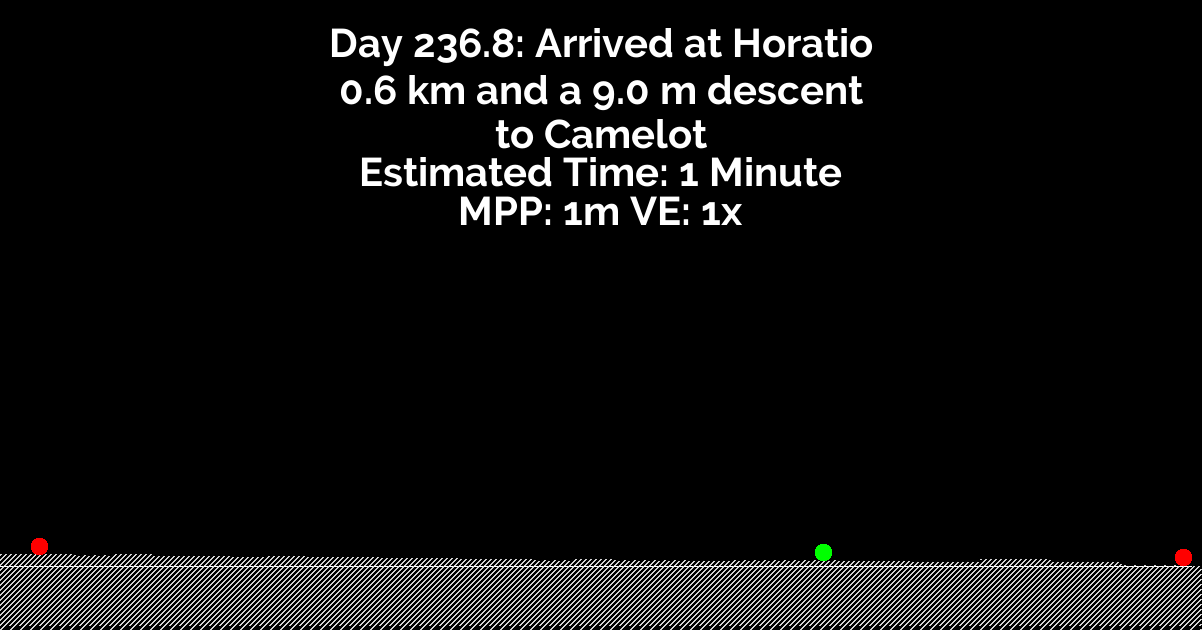 Day 236.8: Arrived at Horatio
0.6 km and a 9.0 m descent
to Camelot
Estimated Time: 1 Minute
MPP: 1m VE: 1x